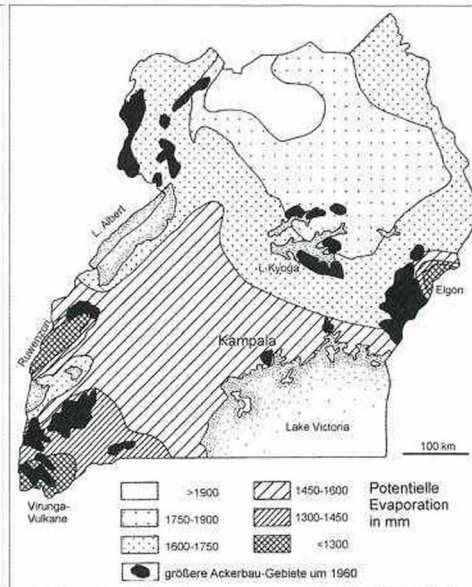 L. Albert
L. Kyoga
Elgon
Ruwenzori
Kampala
Lake Victoria
100 km
Virunga-
Vulkane
>1900
1450-1600
Potentielle
Evaporation
in mm
1750-1900
1300-1450
1600-1750
<1300
größere Ackerbau-Gebiete um 1960